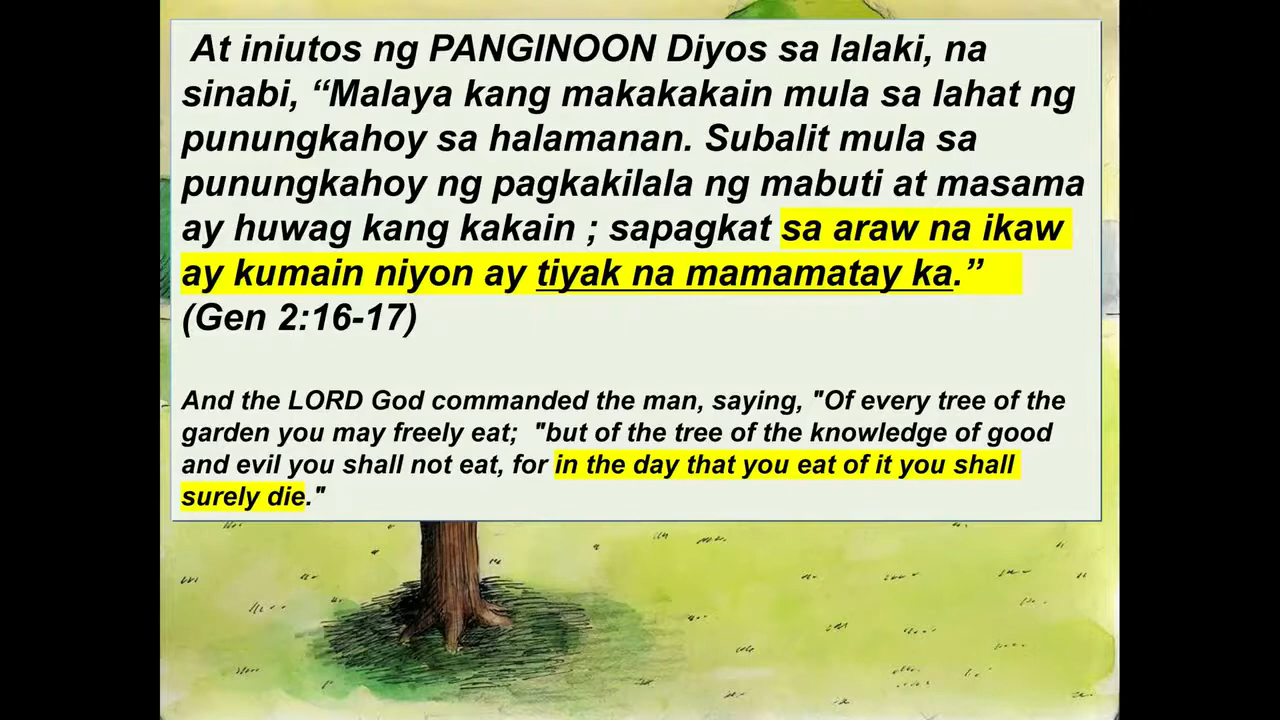 At iniutos ng PANGINOON Diyos sa lalaki, na
sinabi, “Malaya kang makakakain mula sa lahat ng
punungkahoy sa halamanan. Subalit mula sa
punungkahoy ng pagkakilala ng mabuti at masama
ay huwag kang kakain ; sapagkat sa araw na ikaw
ay kumain niyon ay tiyak na mamamatay ka.”
(Gen 2:16-17)
And the LORD God commanded the man, saying, "Of every tree of the
garden you may freely eat;  "but of the tree of the knowledge of good
and evil you shall not eat, for in the day that you eat of it you shall
surely die."